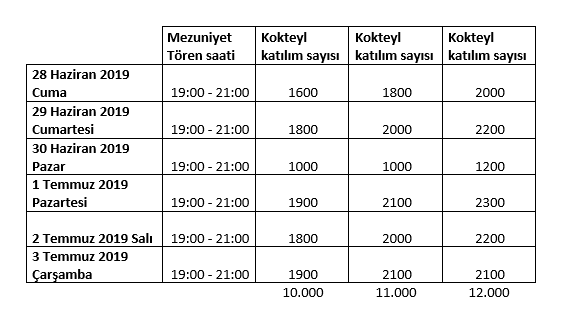 Mezuniyet Kokteyl Kokteyl Kokteyl
Tören saati katılım sayısı katılım sayısı katılım sayısı
28 Haziran 2019
Cuma 19:00 - 21:00 1600 1800 2000
29 Haziran 2019
Cumartesi 19:00 - 21:00 1800 2000 2200
30 Haziran 2019
Pazar 19:00 - 21:00 1000 1000 1200
1 Temmuz 2019
Pazartesi 19:00 - 21:00 1900 2100 2300
2 Temmuz 2019 Salı 19:00 - 21:00 1800 2000 2200
3 Temmuz 2019
Çarşamba 19:00 - 21:00 1900 2100 2100
10.000 11.000 12.000